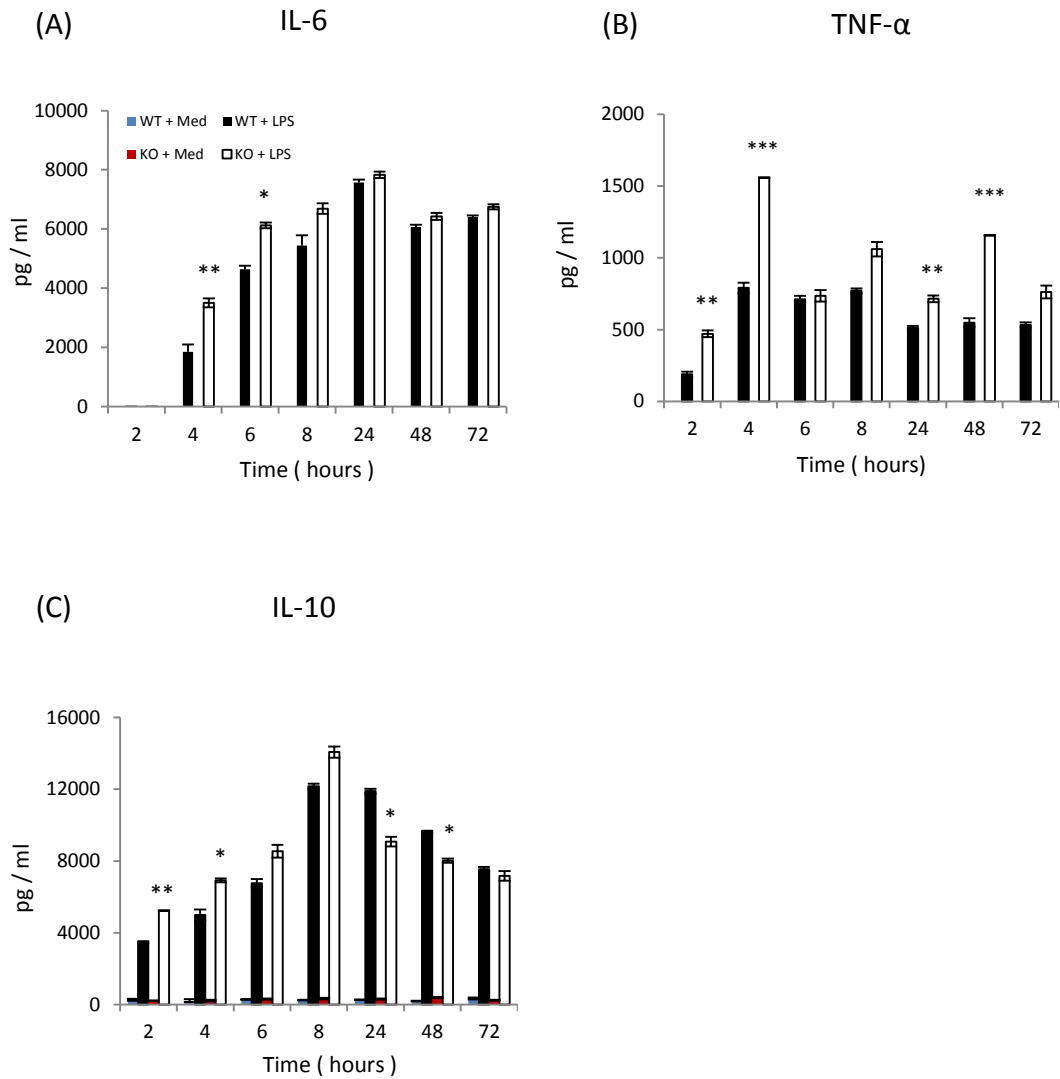 (A) IL-6
10000
8000
6000
4000
2000
0
pg / ml
WT + Med WT + LPS
KO + Med KO + LPS
**
*
2 4 6 8 24 48 72
Time ( hours )
(B) TNF-α
2000
1500
1000
500
0
pg / ml
**
***
**
***
2 4 6 8 24 48 72
Time ( hours)
(C) IL-10
16000
12000
8000
4000
0
pg / ml
**
*
*
*
2 4 6 8 24 48 72
Time ( hours )